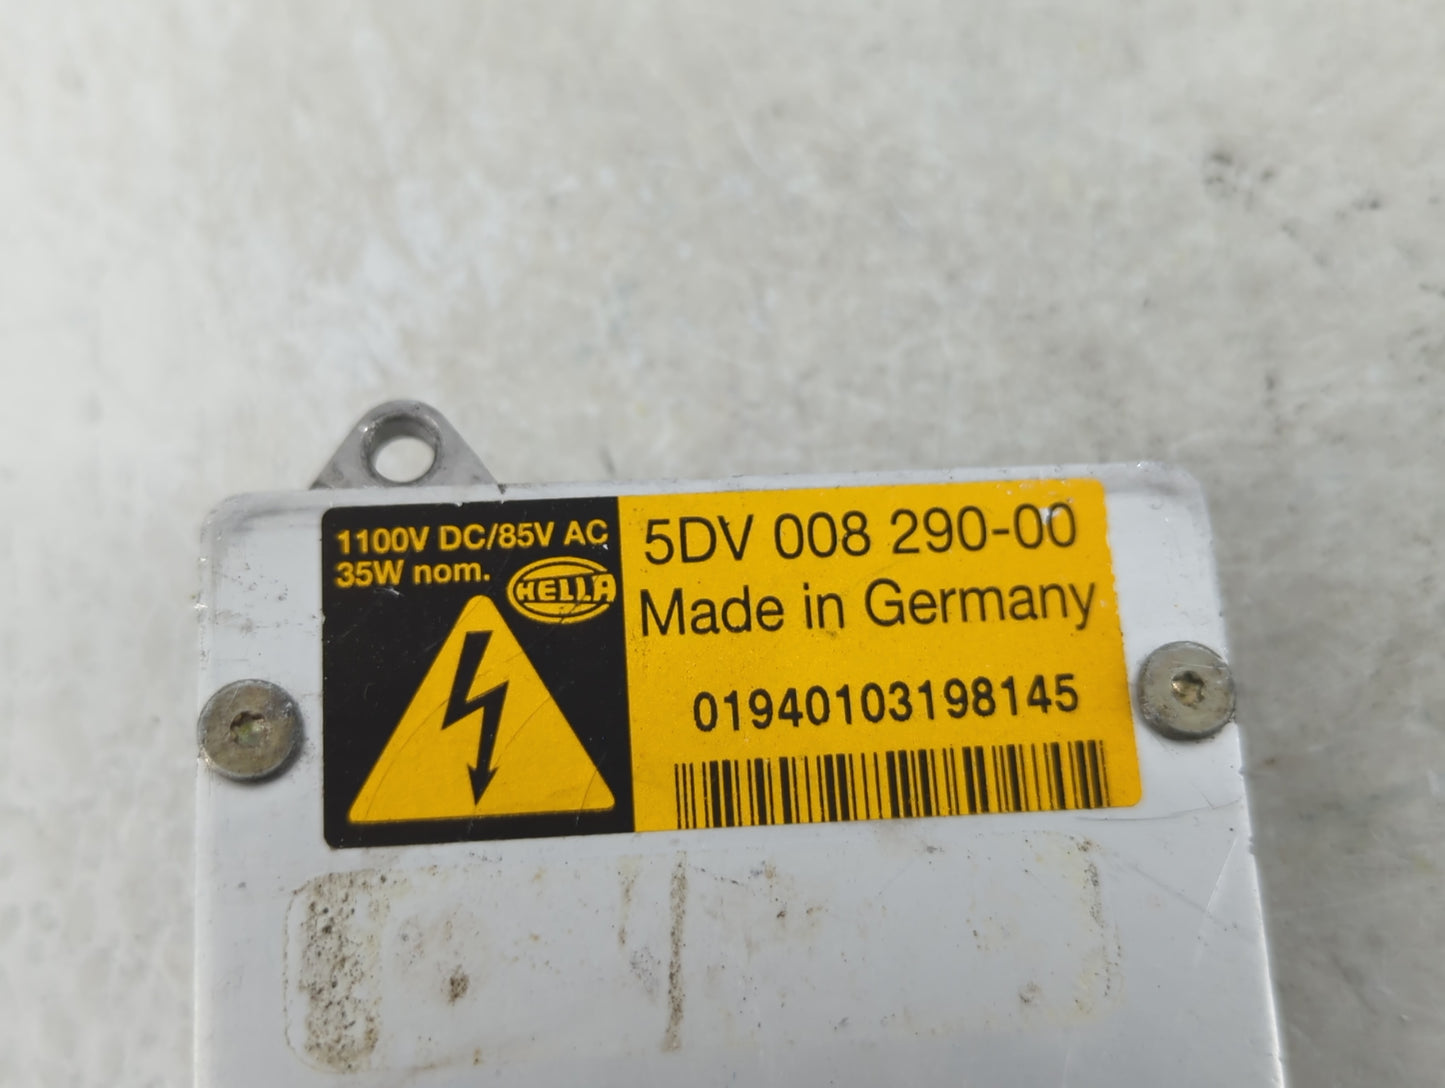 1100V DC/85V AC
35W nom.
HELLA
5DV 008 290-00
Made in Germany
01940103198145